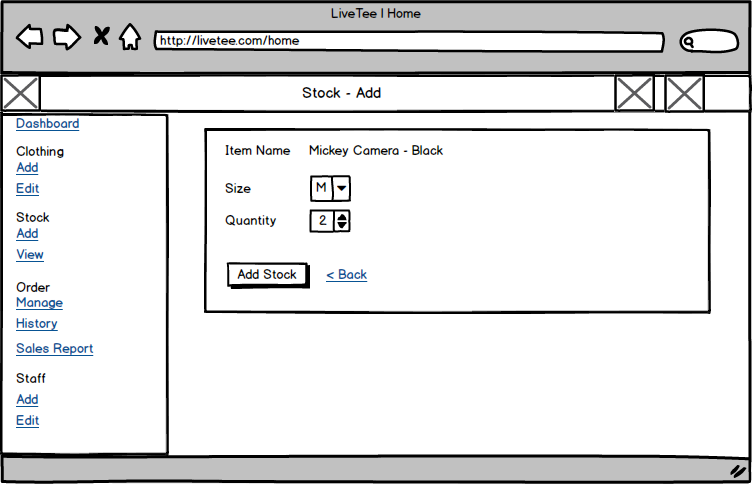 LiveTee | Home
http://livetee.com/home
Stock - Add
Dashboard
Clothing
Add
Edit
Stock
Add
View
Order
Manage
History
Sales Report
Staff
Add
Edit
Item Name Mickey Camera - Black
Size M
Quantity 2
Add Stock < Back